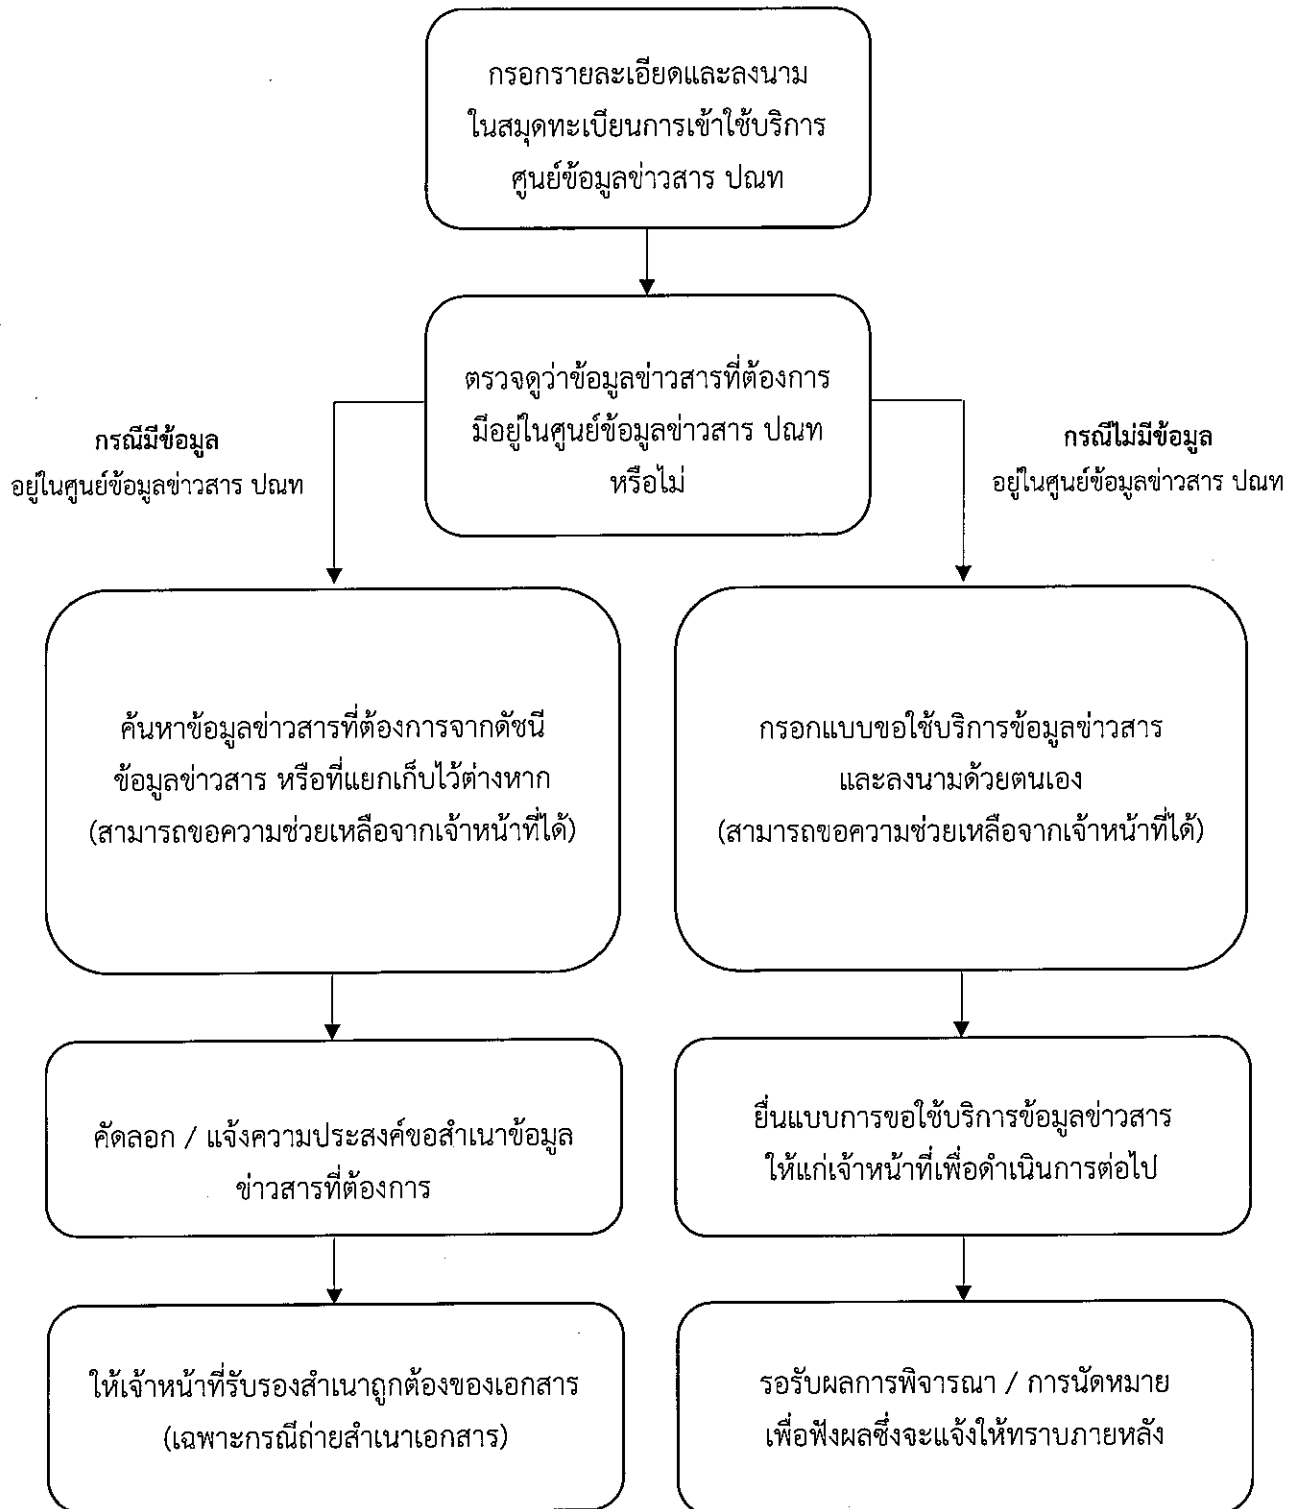 กรอกรายละเอียดและลงนาม
ในสมุดทะเบียนการเข้าใช้บริการ
ศูนย์ข้อมูลข่าวสาร ปณท
ตรวจดูว่าข้อมูลข่าวสารที่ต้องการ
มีอยู่ในศูนย์ข้อมูลข่าวสาร ปณท
หรือไม่
กรณีมีข้อมูล
อยู่ในศูนย์ข้อมูลข่าวสาร ปณท
กรณีไม่มีข้อมูล
อยู่ในศูนย์ข้อมูลข่าวสาร ปณท
ค้นหาข้อมูลข่าวสารที่ต้องการจากดัชนี
ข้อมูลข่าวสาร หรือที่แยกเก็บไว้ต่างหาก
(สามารถขอความช่วยเหลือจากเจ้าหน้าที่ได้)
กรอกแบบขอใช้บริการข้อมูลข่าวสาร
และลงนามด้วยตนเอง
(สามารถขอความช่วยเหลือจากเจ้าหน้าที่ได้)
คัดลอก / แจ้งความประสงค์ขอสำเนาข้อมูล
ข่าวสารที่ต้องการ
ยื่นแบบการขอใช้บริการข้อมูลข่าวสาร
ให้แก่เจ้าหน้าที่เพื่อดำเนินการต่อไป
ให้เจ้าหน้าที่รับรองสำเนาถูกต้องของเอกสาร
(เฉพาะกรณีถ่ายสำเนาเอกสาร)
รอรับผลการพิจารณา / การนัดหมาย
เพื่อฟังผลซึ่งจะแจ้งให้ทราบภายหลัง